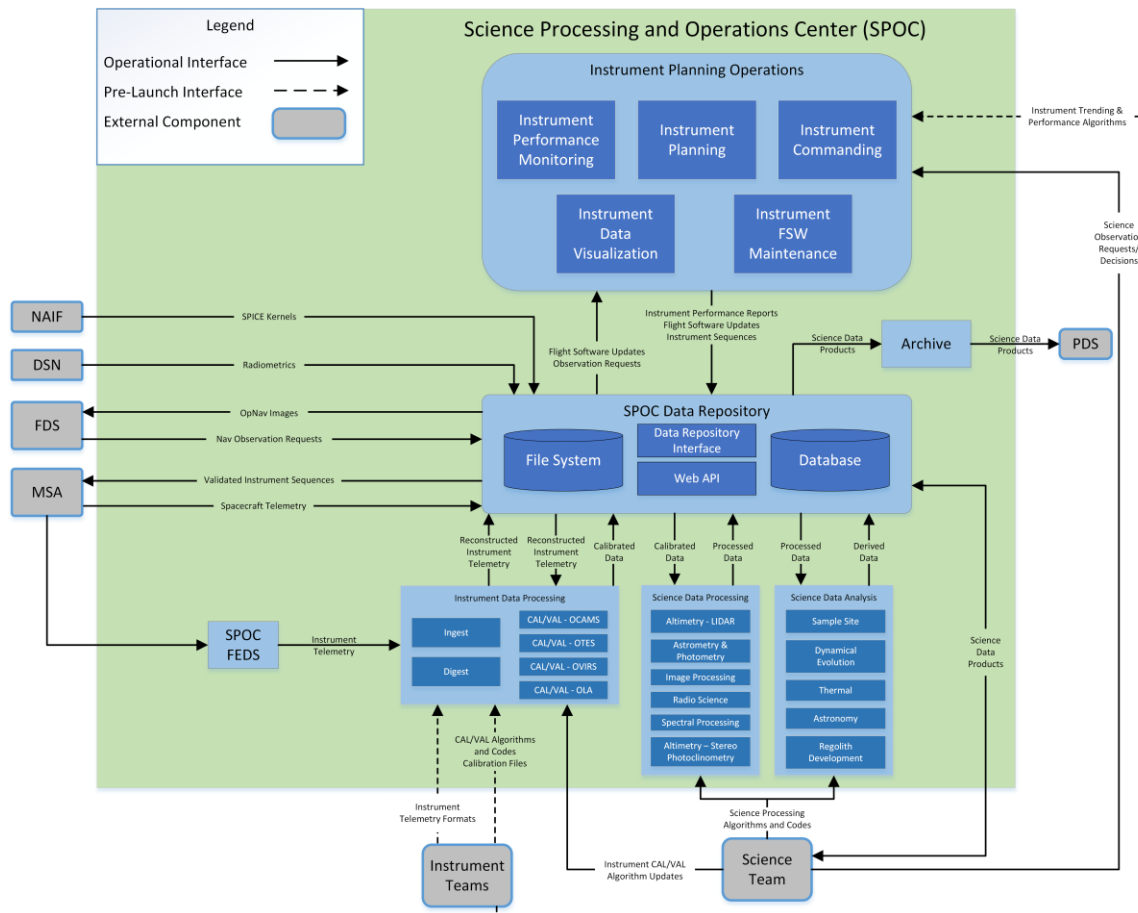 Legend
Operational Interface
Pre-Launch Interface
External Component
Science Processing and Operations Center (SPOC)
Instrument Planning Operations
Instrument
Performance
Monitoring
Instrument
Planning
Instrument
Commanding
Instrument
Data
Visualization
Instrument
FSW
Maintenance
Instrument Trending &
Performance Algorithms
Science
Observation
Requests/
Decisions
NAIF
SPICE Kernels
DSN
Radiometrics
FDS
OpNav Images
Nav Observation Requests
MSA
Validated Instrument Sequences
Spacecraft Telemetry
Flight Software Updates
Observation Requests
Instrument Performance Reports
Flight Software Updates
Instrument Sequences
Science Data
Products
Archive
Science Data
Products
PDS
SPOC Data Repository
File System
Data Repository
Interface
Web API
Database
Reconstructed
Instrument
Telemetry
Reconstructed
Instrument
Telemetry
Calibrated
Data
Calibrated
Data
Processed
Data
Processed
Data
Derived
Data
SPOC
FEDS
Instrument
Telemetry
Instrument Data Processing
Ingest
Digest
CAL/VAL - OCAMS
CAL/VAL - OTES
CAL/VAL - OVIRS
CAL/VAL - OLA
Science Data Processing
Altimetry - LIDAR
Astrometry &
Photometry
Image Processing
Radio Science
Spectral Processing
Altimetry – Stereo
Photoclinometry
Science Data Analysis
Sample Site
Dynamical
Evolution
Thermal
Astronomy
Regolith
Development
Science
Data
Products
CAL/VAL Algorithms
and Codes
Calibration Files
Instrument
Telemetry Formats
Science Processing
Algorithms and Codes
Instrument
Teams
Instrument CAL/VAL
Algorithm Updates
Science
Team